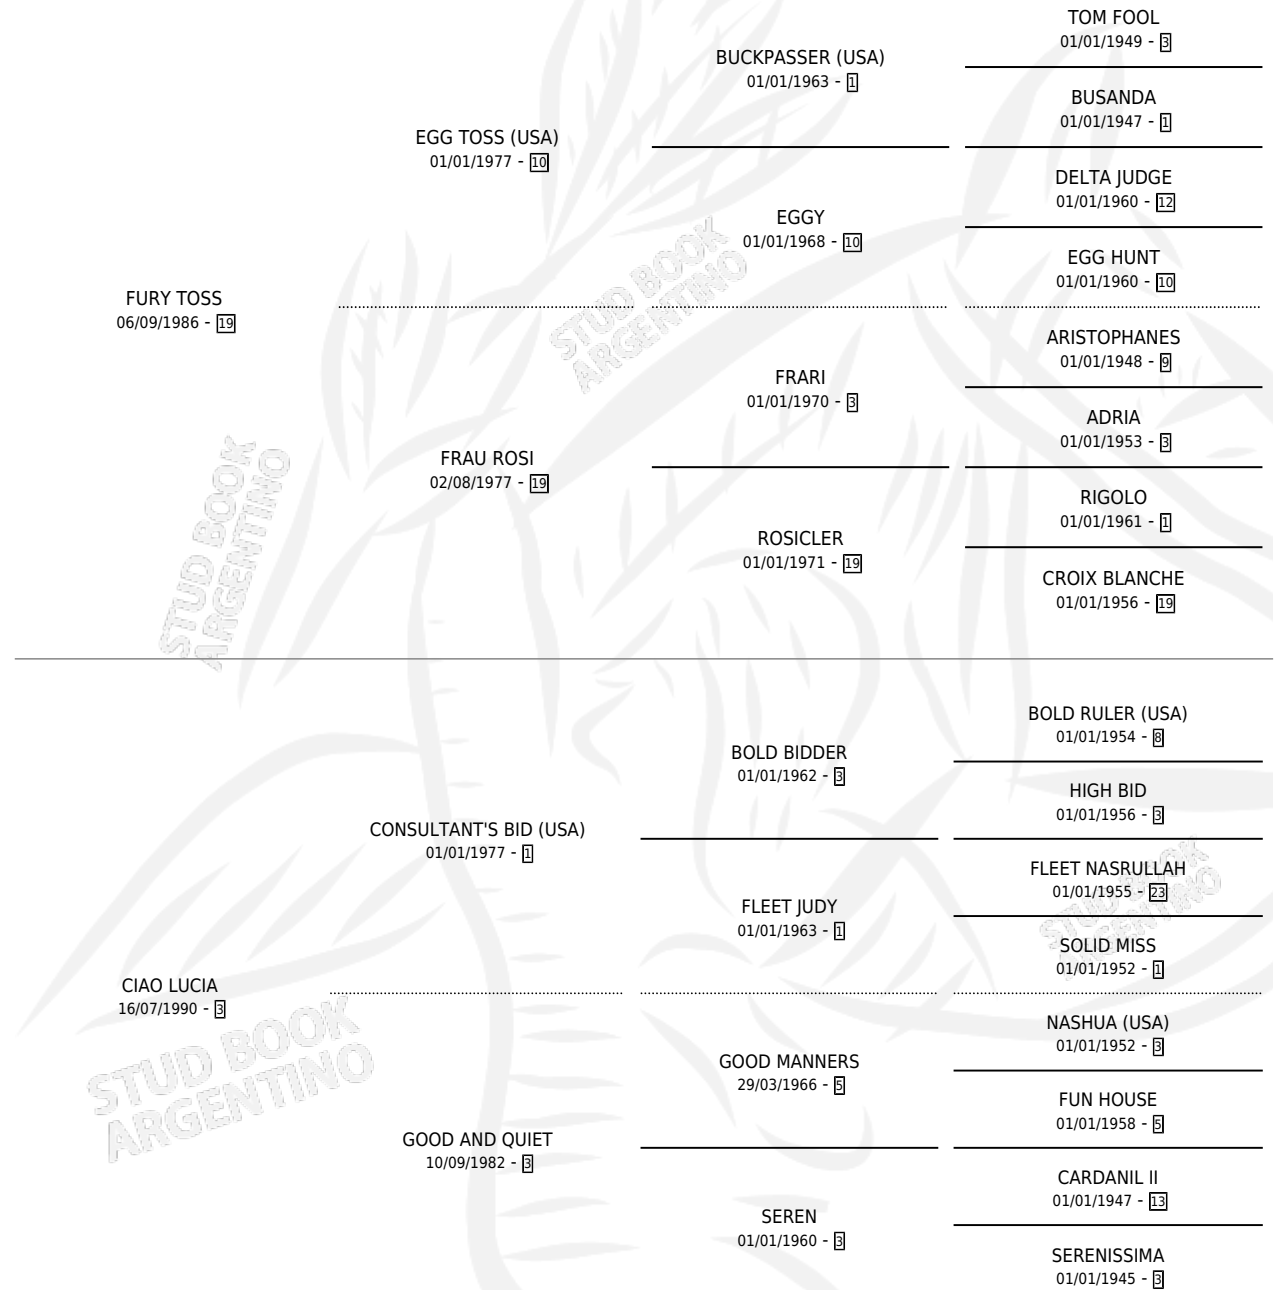 TOM FOOL
01/01/1949 - 3
BUCKPASSER (USA)
01/01/1963 - 1
BUSANDA
01/01/1947 - 1
EGG TOSS (USA)
01/01/1977 - 10
DELTA JUDGE
01/01/1960 - 12
EGGY
01/01/1968 - 10
EGG HUNT
01/01/1960 - 10
FURY TOSS
06/09/1986 - 19
ARISTOPHANES
01/01/1948 - 9
FRARI
01/01/1970 - 3
ADRIA
01/01/1953 - 3
FRAU ROSI
02/08/1977 - 19
RIGOLO
01/01/1961 - 1
ROSICLER
01/01/1971 - 19
CROIX BLANCHE
01/01/1956 - 19
STUD BOOK
ARGENTINO
STUD BOOK
ARGENTINO
BOLD RULER (USA)
01/01/1954 - 8
BOLD BIDDER
01/01/1962 - 3
HIGH BID
01/01/1956 - 3
CONSULTANT'S BID (USA)
01/01/1977 - 1
FLEET NASRULLAH
01/01/1955 - 23
FLEET JUDY
01/01/1963 - 1
SOLID MISS
01/01/1952 - 1
CIAO LUCIA
16/07/1990 - 3
NASHUA (USA)
01/01/1952 - 3
GOOD MANNERS
29/03/1966 - 5
FUN HOUSE
01/01/1958 - 5
GOOD AND QUIET
10/09/1982 - 3
CARDANIL II
01/01/1947 - 13
SEREN
01/01/1960 - 3
SERENISSIMA
01/01/1945 - 3
STUD BOOK
ARGENTINO
STUD BOOK
ARGENTINO